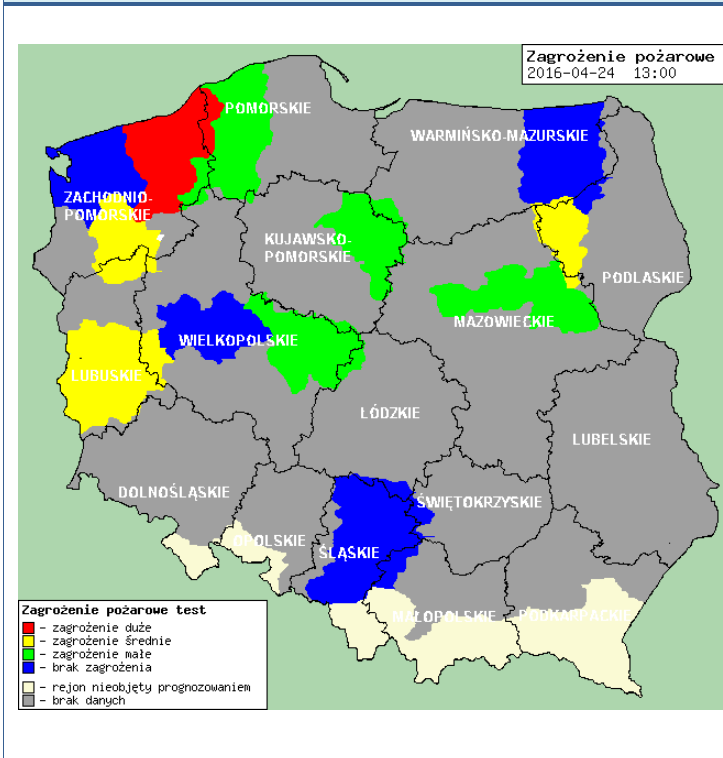 Zagrożenie pożarowe
2016-04-24 13:00
POMORSKIE
WARMIŃSKO-MAZURSKIE
ZACHODNIO-
POMORSKIE
KUJAWSKO-
POMORSKIE
PODLASKIE
MAZOWIECKIE
WIELKOPOLSKIE
LUBUSKIE
ŁÓDZKIE
LUBELSKIE
DOLNOŚLĄSKIE
ŚWIĘTOKRZYSKIE
OPOLSKIE
ŚLĄSKIE
MAŁOPOLSKIE
PODKARPACKIE
Zagrożenie pożarowe test
- zagrożenie duże
- zagrożenie średnie
- zagrożenie małe
- brak zagrożenia
- rejon nieobjęty prognozowaniem
- brak danych